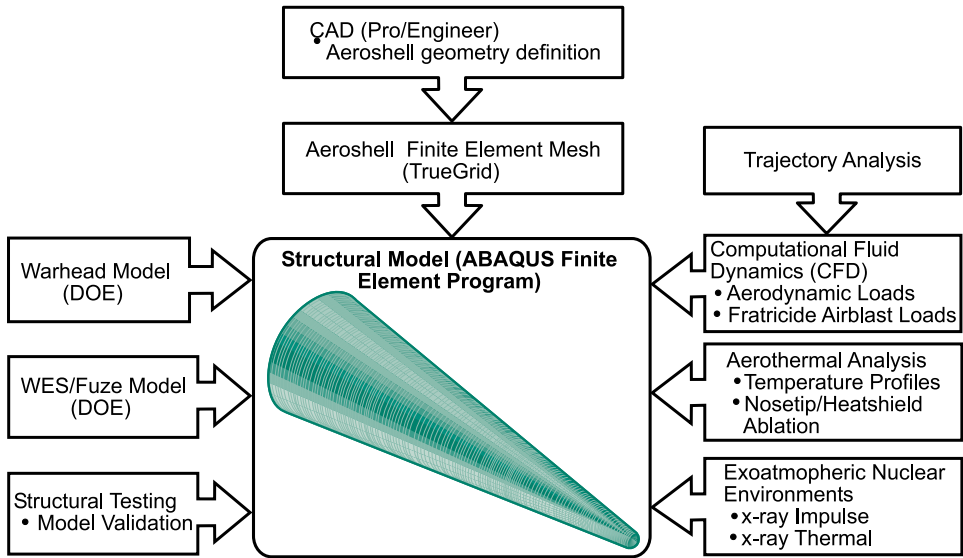 CAD (Pro/Engineer)
• Aeroshell geometry definition
Aeroshell Finite Element Mesh
(TrueGrid)
Trajectory Analysis
Structural Model (ABAQUS Finite
Element Program)
Warhead Model
(DOE)
WES/Fuze Model
(DOE)
Structural Testing
• Model Validation
Computational Fluid
Dynamics (CFD)
• Aerodynamic Loads
• Fratricide Airblast Loads
Aerothermal Analysis
• Temperature Profiles
• Nosetip/Heatshield
Ablation
Exoatmopheric Nuclear
Environments
• x-ray Impulse
• x-ray Thermal